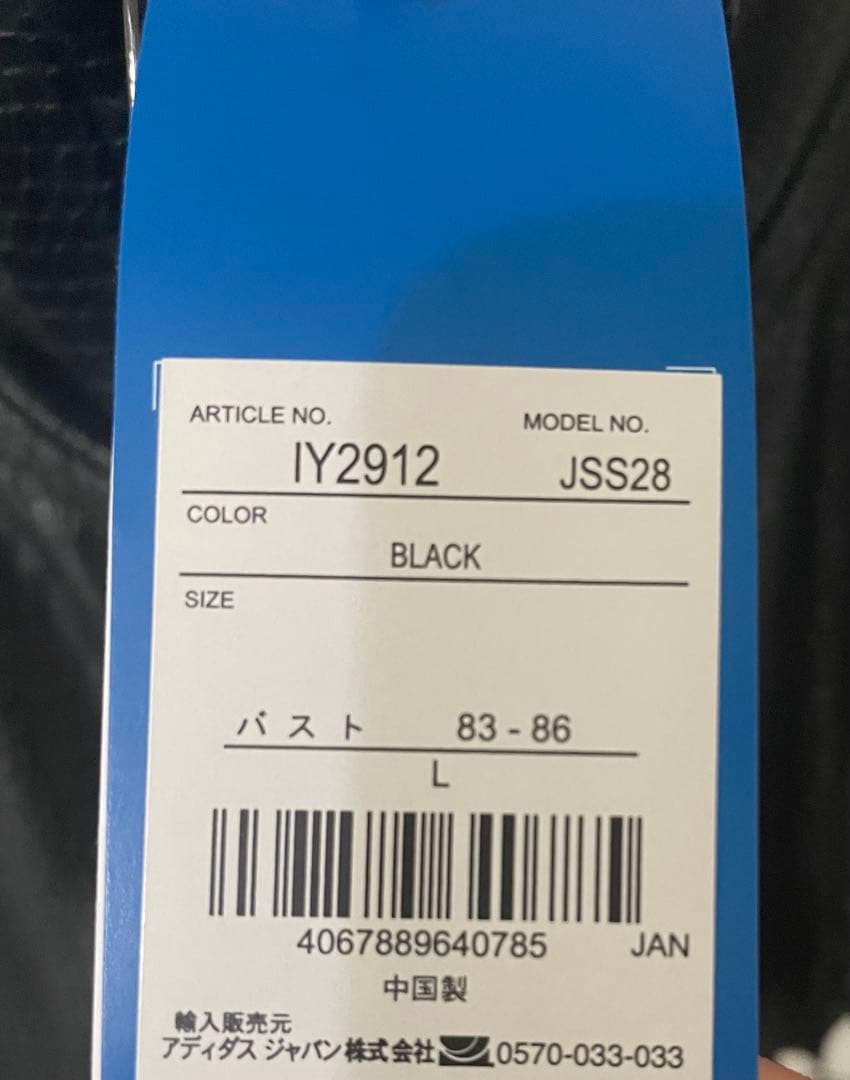 ARTICLE NO. MODEL NO.
IY2912 JSS28
COLOR
BLACK
SIZE
バスト 83 - 86
L
4067889640785 JAN
中国製
輸入販売元
アディダス ジャパン株式会社 0570-033-033